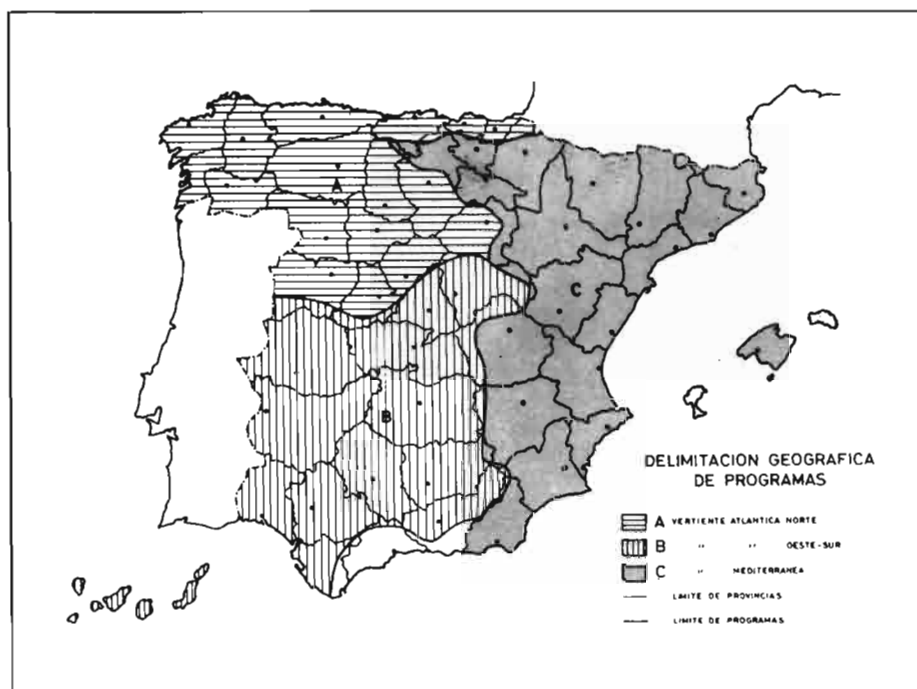 A
C
B
DELIMITACION GEOGRAFICA
DE PROGRAMAS
A VERTIENTE ATLANTICA NORTE
B " " OESTE-SUR
C " MEDITERRANEA
LIMITE DE PROVINCIAS
LIMITE DE PROGRAMAS